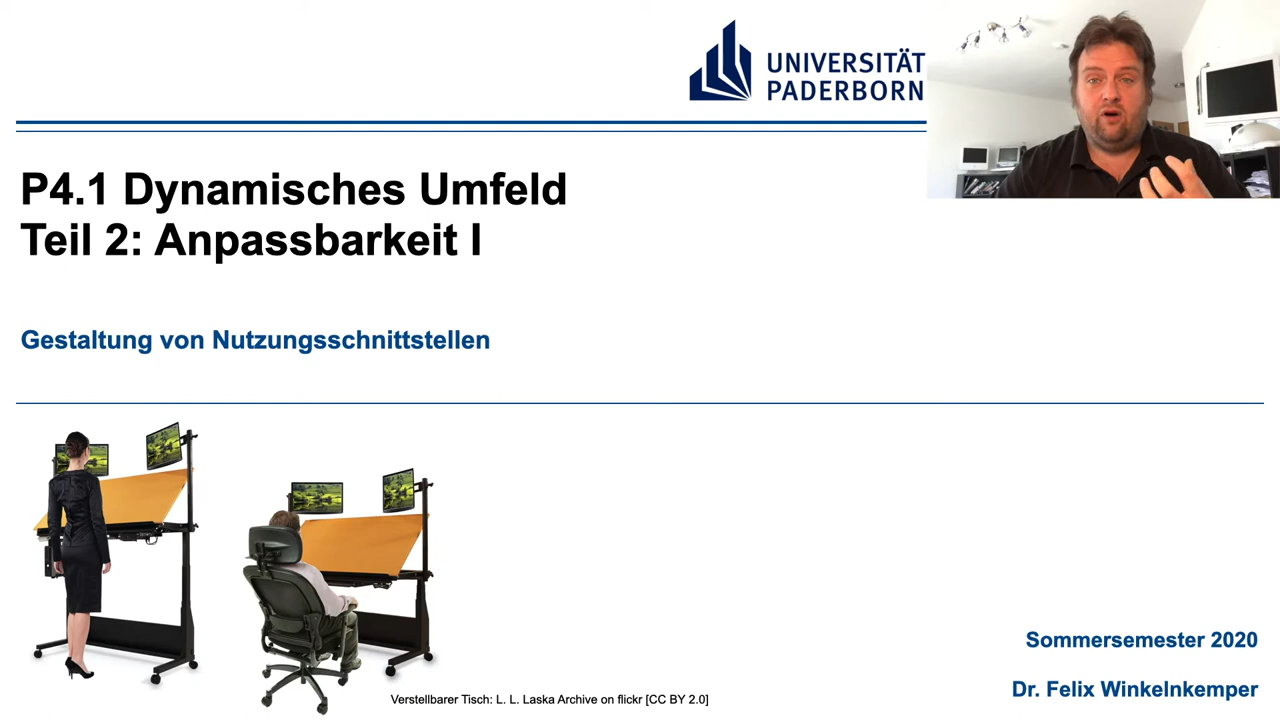 UNIVERSITÄT
PADERBORN
P4.1 Dynamisches Umfeld
Teil 2: Anpassbarkeit I
Gestaltung von Nutzungsschnittstellen
Verstellbarer Tisch: L. L. Laska Archive on flickr [CC BY 2.0]
Sommersemester 2020
Dr. Felix Winkelnkemper